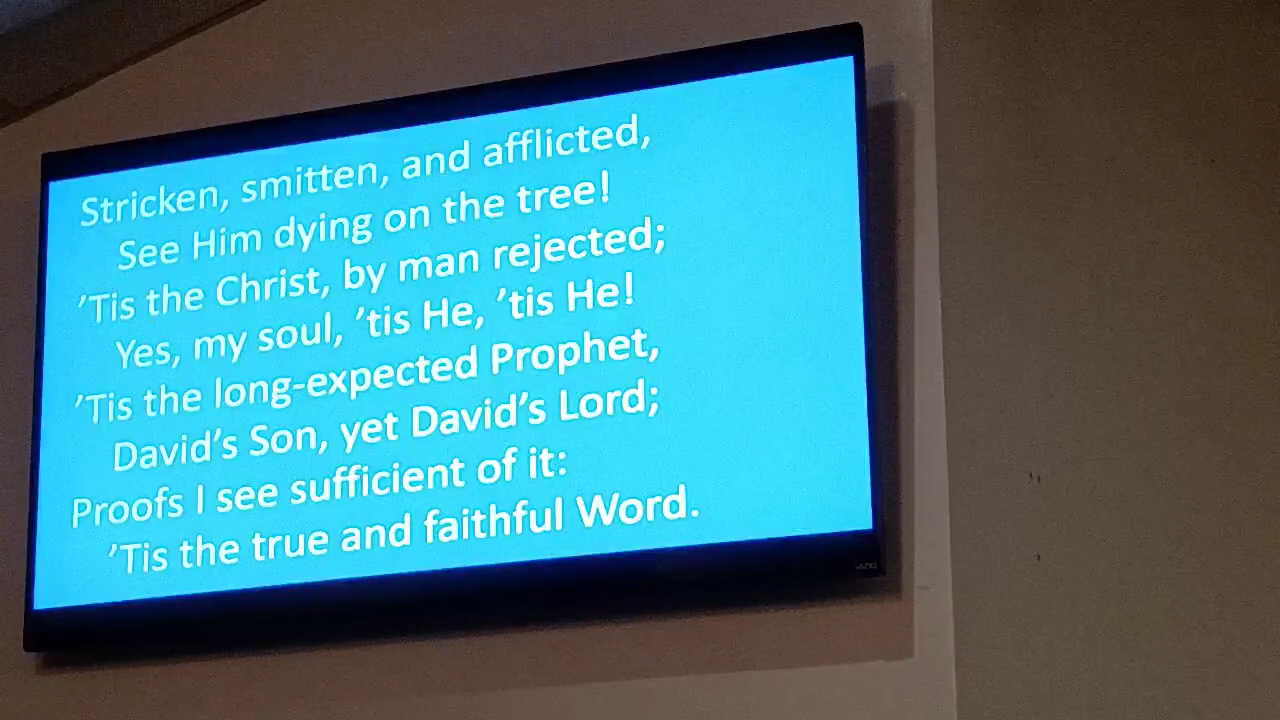 Stricken, smitten, and afflicted,
See Him dying on the tree!
’Tis the Christ, by man rejected;
Yes, my soul, ’tis He, ’tis He!
’Tis the long-expected Prophet,
David’s Son, yet David’s Lord;
Proofs I see sufficient of it:
’Tis the true and faithful Word.
VIZIO